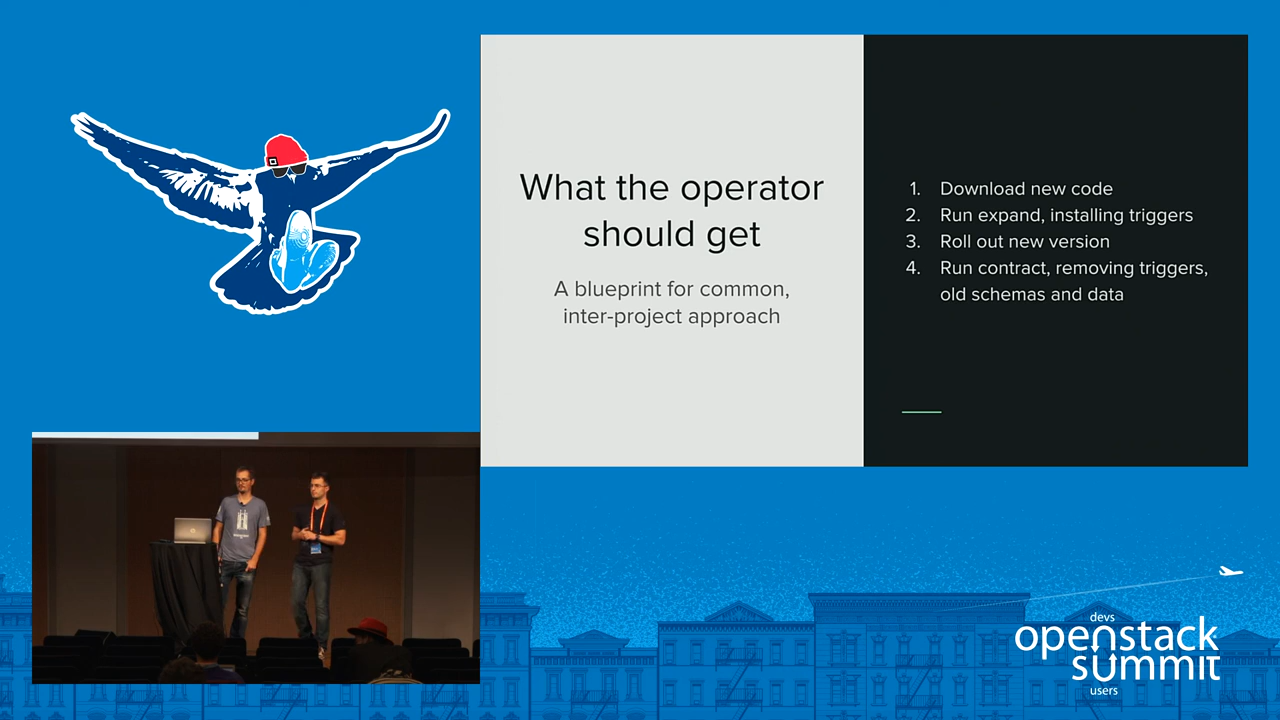 What the operator
should get
A blueprint for common,
inter-project approach
1. Download new code
2. Run expand, installing triggers
3. Roll out new version
4. Run contract, removing triggers,
old schemas and data
devs
openstack
summit
users